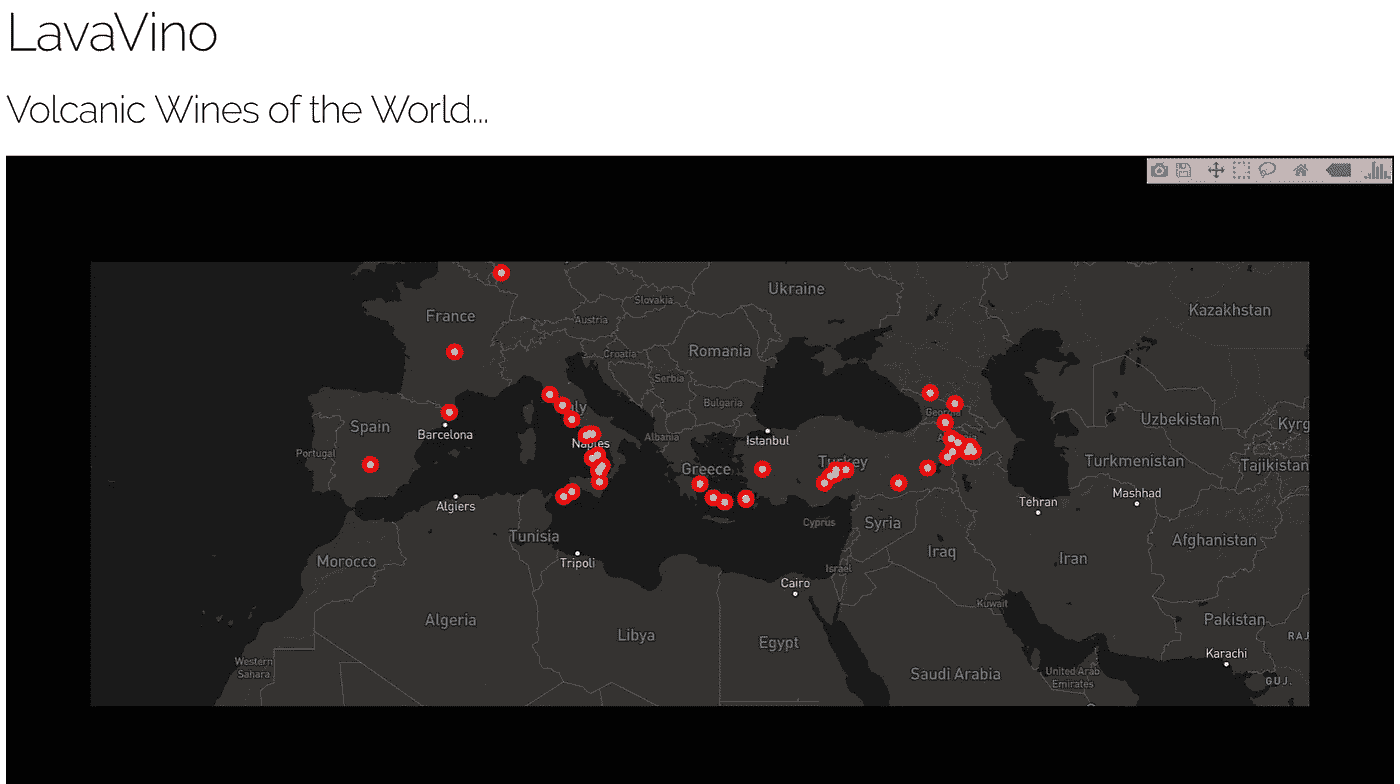 LavaVino
Volcanic Wines of the World...
Ukraine
Kazakhstan
Slovakia
France
Austria
Romania
Croatia
Serbia
Bulgaria
Georgia
Uzbekistan
Kyrg
Spain
Barcelona
Naples
Albania
Istanbul
Portugal
Greece
Turkey
Turkmenistan
Tajikistan
Mashhad
Tehran
Algiers
Cyprus
Syria
Tunisia
Iraq
Iran
Afghanistan
Morocco
Tripoli
Israel
Cairo
Kuwait
Algeria
Libya
Egypt
Pakistan
RAJ
Karachi
Western
Sahara
Saudi Arabia
United Arab
Emirates
GUJ.